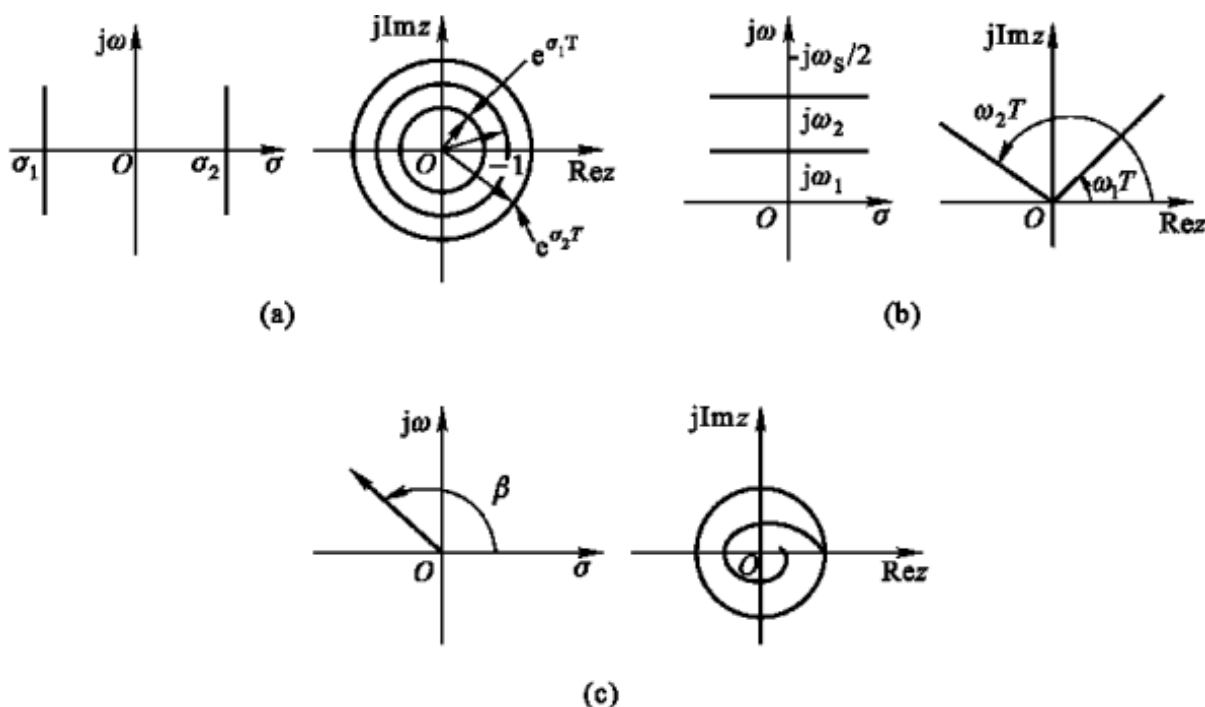 jω
σ₁
O
σ₂
σ
jImz
e^{σ₁T}
O
−1
Rez
e^{σ₂T}
(a)
jω
jω_S/2
jω₂
jω₁
O
σ
jImz
ω₂T
ω₁T
O
Rez
(b)
jω
β
O
σ
jImz
O
Rez
(c)